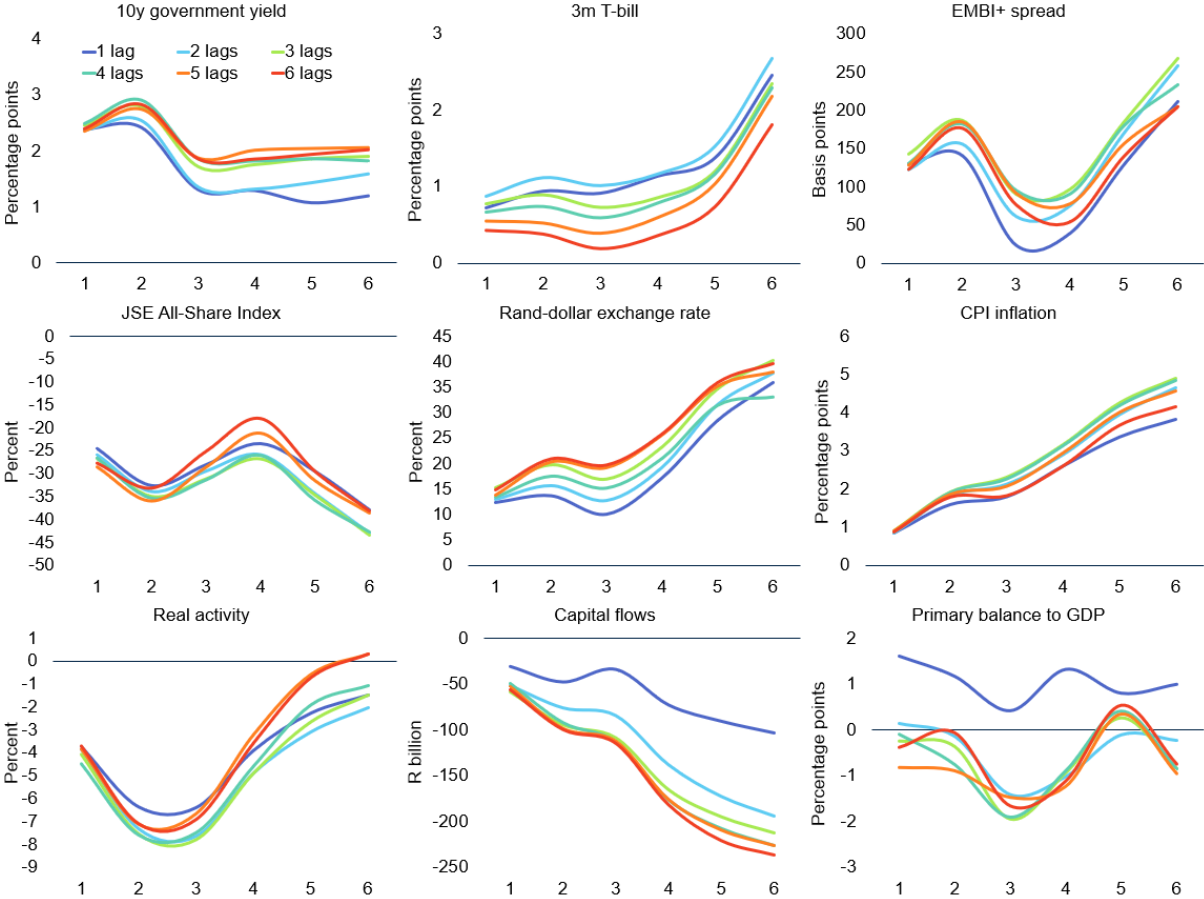 10y government yield
4
3
2
1
0
Percentage points
1 lag
2 lags
3 lags
4 lags
5 lags
6 lags
1 2 3 4 5 6
3m T-bill
3
2
1
0
Percentage points
1 2 3 4 5 6
EMBI+ spread
300
250
200
150
100
50
0
Basis points
1 2 3 4 5 6
JSE All-Share Index
0
-5
-10
-15
-20
-25
-30
-35
-40
-45
-50
Percent
1 2 3 4 5 6
Rand-dollar exchange rate
45
40
35
30
25
20
15
10
5
0
Percent
1 2 3 4 5 6
CPI inflation
6
5
4
3
2
1
0
Percentage points
1 2 3 4 5 6
Real activity
1
0
-1
-2
-3
-4
-5
-6
-7
-8
-9
Percent
1 2 3 4 5 6
Capital flows
0
-50
-100
-150
-200
-250
R billion
1 2 3 4 5 6
Primary balance to GDP
2
1
0
-1
-2
-3
Percentage points
1 2 3 4 5 6